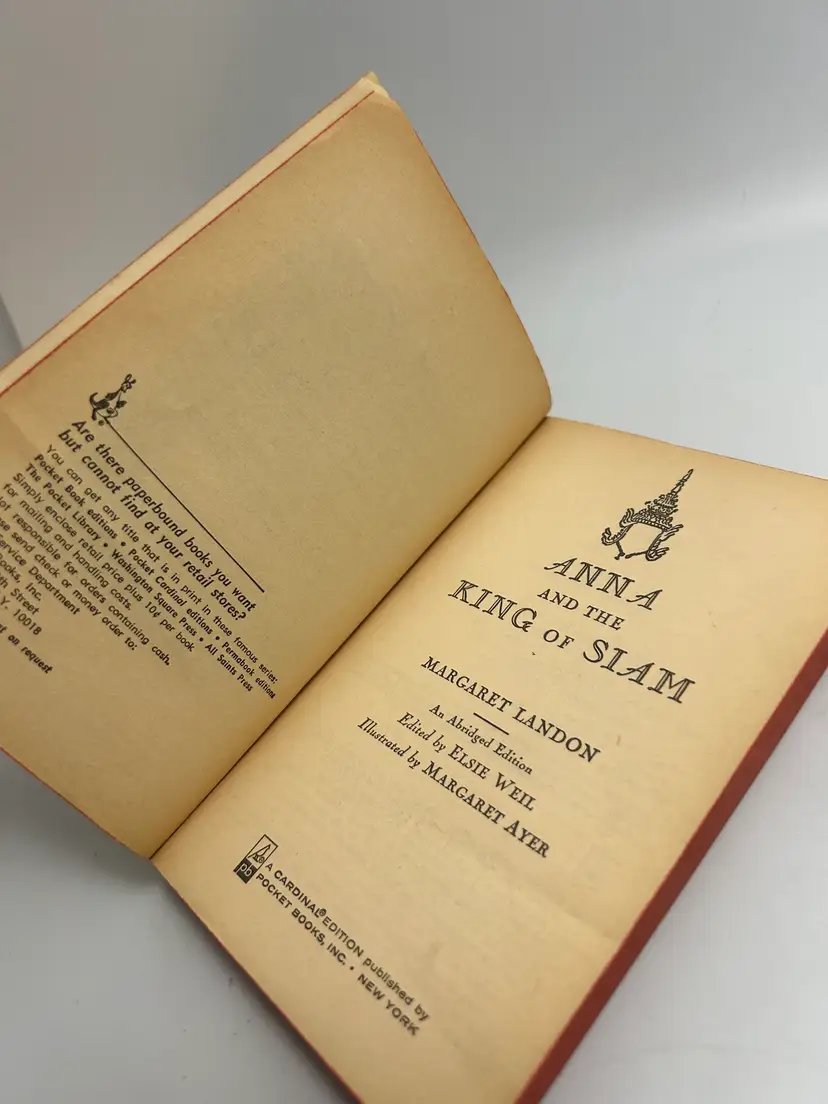 Are there paperbound books you want
but cannot find at your retail stores?
You can get any title that is in print in these famous series:
Pocket Book editions • Pocket Cardinal editions • Permabook editions
The Pocket Library • Washington Square Press • All Saints Press
Simply enclose retail price plus 10¢ per book
for mailing and handling costs.
responsible for orders containing cash.
send check or money order to:
Service Department
Books, Inc.
Street
10018
on request
ANNA
AND THE
KING OF SIAM
MARGARET LANDON
An Abridged Edition
Edited by ELSIE WEIL
Illustrated by MARGARET AYER
pb
A CARDINAL® EDITION published by
POCKET BOOKS, INC. • NEW YORK